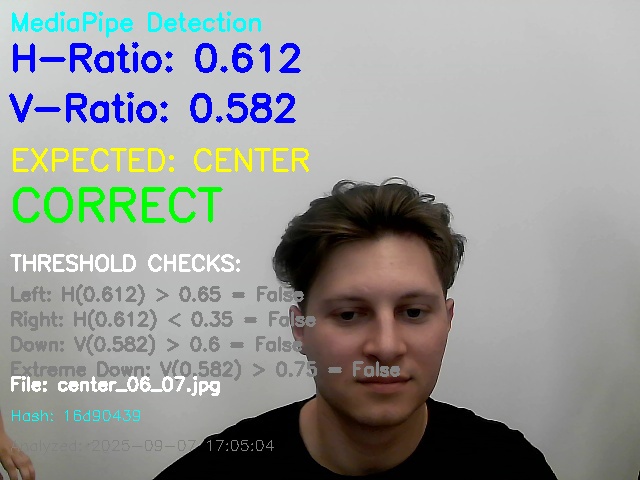 MediaPipe Detection
H-Ratio: 0.612
V-Ratio: 0.582
EXPECTED: CENTER
CORRECT
THRESHOLD CHECKS:
Left: H(0.612) > 0.65 = False
Right: H(0.612) < 0.35 = False
Down: V(0.582) > 0.6 = False
Extreme Down: V(0.582) > 0.75 = False
File: center_06_07.jpg
Hash: 16d90439
Analyzed: 2025-09-07 17:05:04